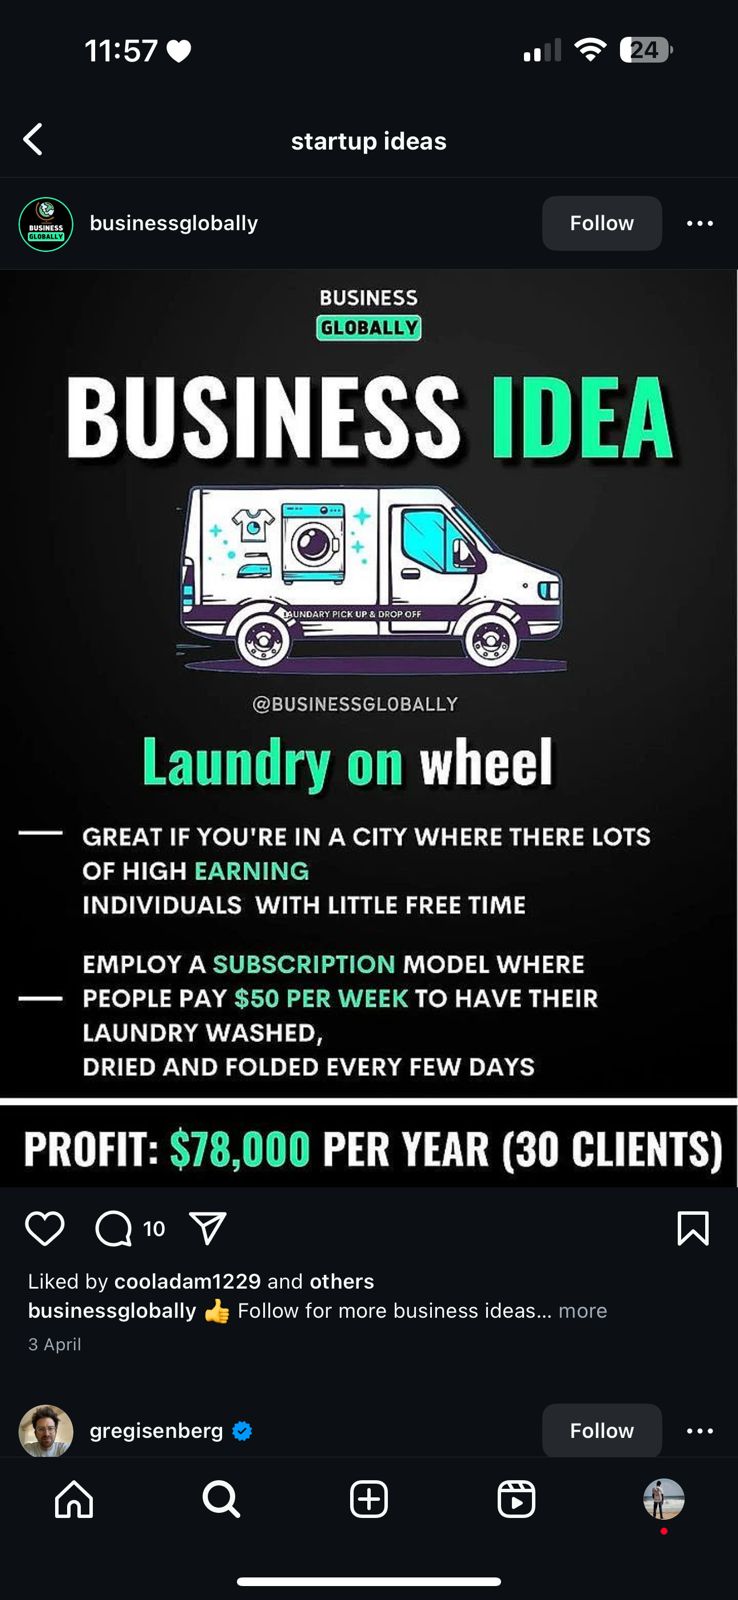 11:57
24
startup ideas
BUSINESS
GLOBALLY
businessglobally
Follow
BUSINESS
GLOBALLY
BUSINESS IDEA
LAUNDARY PICK UP & DROP OFF
@BUSINESSGLOBALLY
Laundry on wheel
GREAT IF YOU'RE IN A CITY WHERE THERE LOTS
OF HIGH EARNING
INDIVIDUALS WITH LITTLE FREE TIME
EMPLOY A SUBSCRIPTION MODEL WHERE
PEOPLE PAY $50 PER WEEK TO HAVE THEIR
LAUNDRY WASHED,
DRIED AND FOLDED EVERY FEW DAYS
PROFIT: $78,000 PER YEAR (30 CLIENTS)
10
Liked by cooladam1229 and others
businessglobally 👍 Follow for more business ideas... more
3 April
gregisenberg
Follow